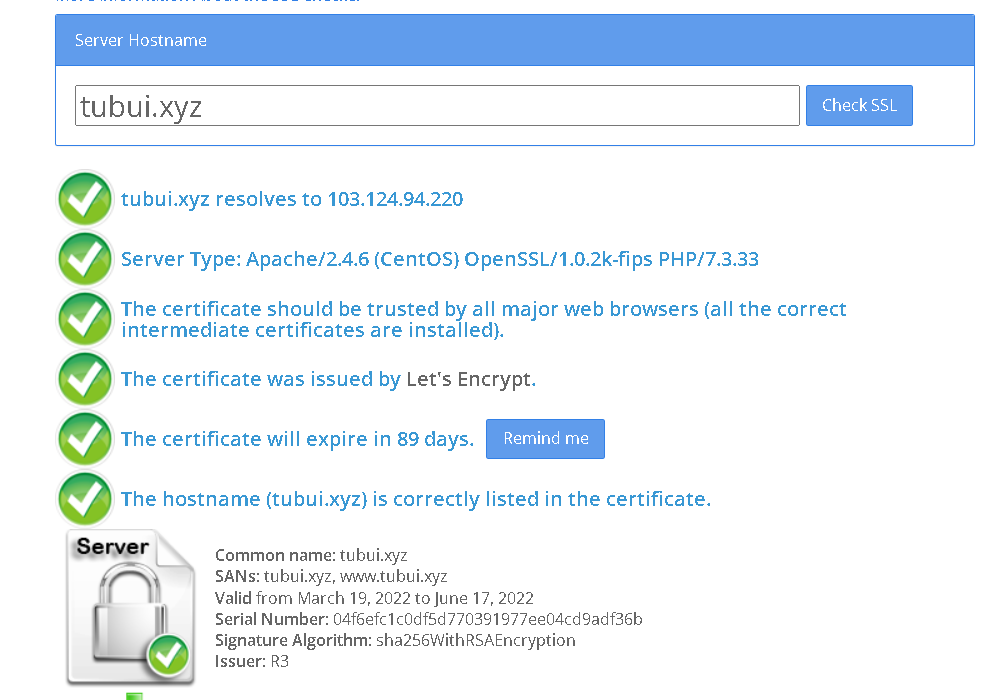 Server Hostname
tubui.xyz
Check SSL
tubui.xyz resolves to 103.124.94.220
Server Type: Apache/2.4.6 (CentOS) OpenSSL/1.0.2k-fips PHP/7.3.33
The certificate should be trusted by all major web browsers (all the correct
intermediate certificates are installed).
The certificate was issued by Let's Encrypt.
The certificate will expire in 89 days.
Remind me
The hostname (tubui.xyz) is correctly listed in the certificate.
Server
Common name: tubui.xyz
SANs: tubui.xyz, www.tubui.xyz
Valid from March 19, 2022 to June 17, 2022
Serial Number: 04f6efc1c0df5d770391977ee04cd9adf36b
Signature Algorithm: sha256WithRSAEncryption
Issuer: R3